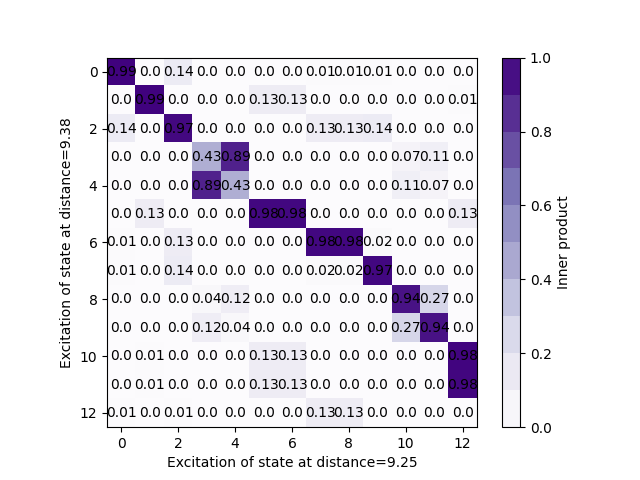 0 0.99 0.0 0.14 0.0 0.0 0.0 0.0 0.01 0.01 0.01 0.0 0.0 0.0
0.0 0.99 0.0 0.0 0.0 0.13 0.13 0.0 0.0 0.0 0.0 0.0 0.01
2 0.14 0.0 0.97 0.0 0.0 0.0 0.0 0.13 0.13 0.14 0.0 0.0 0.0
0.0 0.0 0.0 0.43 0.89 0.0 0.0 0.0 0.0 0.0 0.07 0.11 0.0
4 0.0 0.0 0.0 0.89 0.43 0.0 0.0 0.0 0.0 0.0 0.11 0.07 0.0
0.0 0.13 0.0 0.0 0.0 0.98 0.98 0.0 0.0 0.0 0.0 0.0 0.13
6 0.01 0.0 0.13 0.0 0.0 0.0 0.0 0.98 0.98 0.02 0.0 0.0 0.0
0.01 0.0 0.14 0.0 0.0 0.0 0.0 0.02 0.02 0.97 0.0 0.0 0.0
8 0.0 0.0 0.0 0.04 0.12 0.0 0.0 0.0 0.0 0.0 0.94 0.27 0.0
0.0 0.0 0.0 0.12 0.04 0.0 0.0 0.0 0.0 0.0 0.27 0.94 0.0
10 0.0 0.01 0.0 0.0 0.0 0.13 0.13 0.0 0.0 0.0 0.0 0.0 0.98
0.0 0.01 0.0 0.0 0.0 0.13 0.13 0.0 0.0 0.0 0.0 0.0 0.98
12 0.01 0.0 0.01 0.0 0.0 0.0 0.0 0.13 0.13 0.0 0.0 0.0 0.0
0 2 4 6 8 10 12
Excitation of state at distance=9.25
Excitation of state at distance=9.38
1.0
0.8
0.6
0.4
0.2
0.0
Inner product